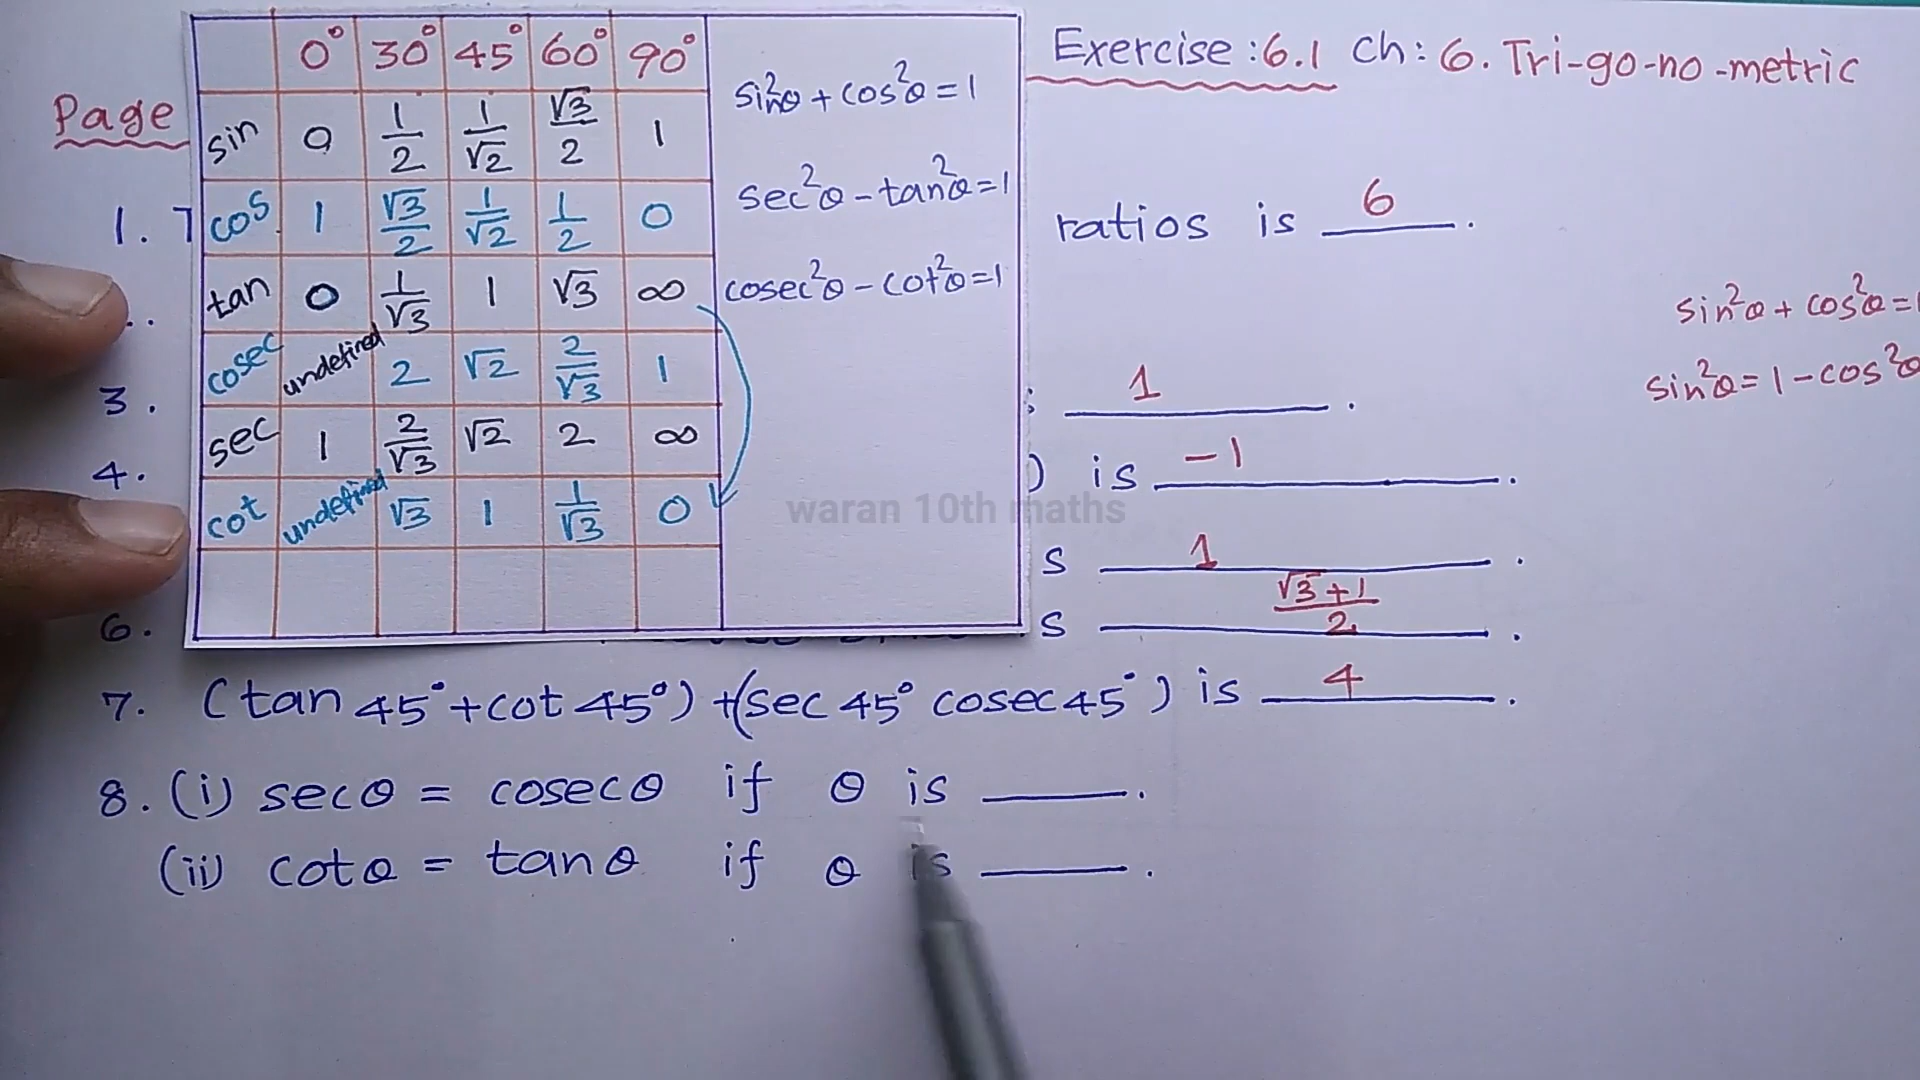 Exercise : 6.1 Ch : 6. Tri-go-no-metric
Page
0° 30° 45° 60° 90°
sin 0 1/2 1/√2 √3/2 1
cos 1 √3/2 1/√2 1/2 0
tan 0 1/√3 1 √3 ∞
cosec undefined 2 √2 2/√3 1
sec 1 2/√3 √2 2 ∞
cot undefined √3 1 1/√3 0
sin²θ + cos²θ = 1
sec²θ - tan²θ = 1
cosec²θ - cot²θ = 1
1. ratios is 6.
sin²θ + cos²θ =
sin²θ = 1 - cos²θ
3. 1.
4. ) is -1.
waran 10th maths
s 1.
6. s √3+1/2.
7. (tan 45° + cot 45°) + (sec 45° cosec 45°) is 4.
8. (i) secθ = cosecθ if θ is ____.
(ii) cotθ = tanθ if θ is ____.